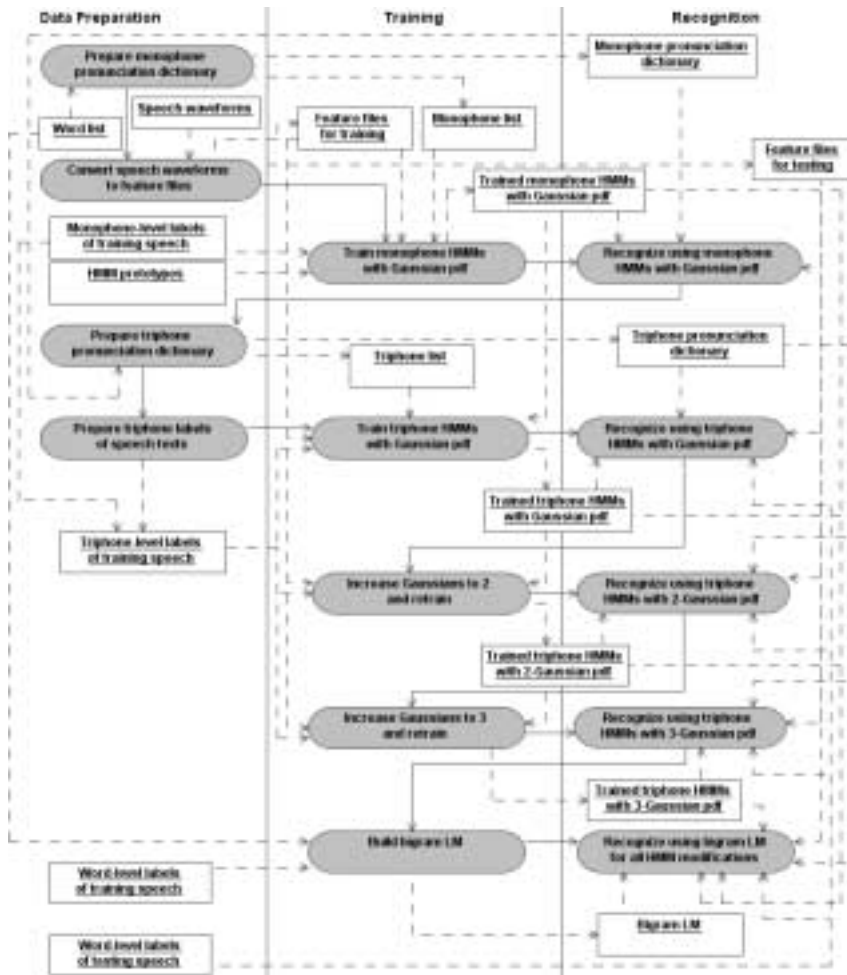 Data Preparation
Training
Recognition
Prepare monophone
pronunciation dictionary
Monophone pronunciation
dictionary
Word list
Speech waveforms
Feature files
for training
Monophone list
Convert speech waveforms
to feature files
Feature files
for testing
Trained monophone HMMs
with Gaussian pdf
Monophone-level labels
of training speech
HMM prototypes
Train monophone HMMs
with Gaussian pdf
Recognize using monophone
HMMs with Gaussian pdf
Prepare triphone
pronunciation dictionary
Triphone list
Triphone pronunciation
dictionary
Prepare triphone labels
of speech texts
Train triphone HMMs
with Gaussian pdf
Recognize using triphone
HMMs with Gaussian pdf
Trained triphone HMMs
with Gaussian pdf
Triphone-level labels
of training speech
Increase Gaussians to 2
and retrain
Recognize using triphone
HMMs with 2-Gaussian pdf
Trained triphone HMMs
with 2-Gaussian pdf
Increase Gaussians to 3
and retrain
Recognize using triphone
HMMs with 3-Gaussian pdf
Trained triphone HMMs
with 3-Gaussian pdf
Build bigram LM
Recognize using bigram LM
for all HMM modifications
Word-level labels
of training speech
Bigram LM
Word-level labels
of testing speech